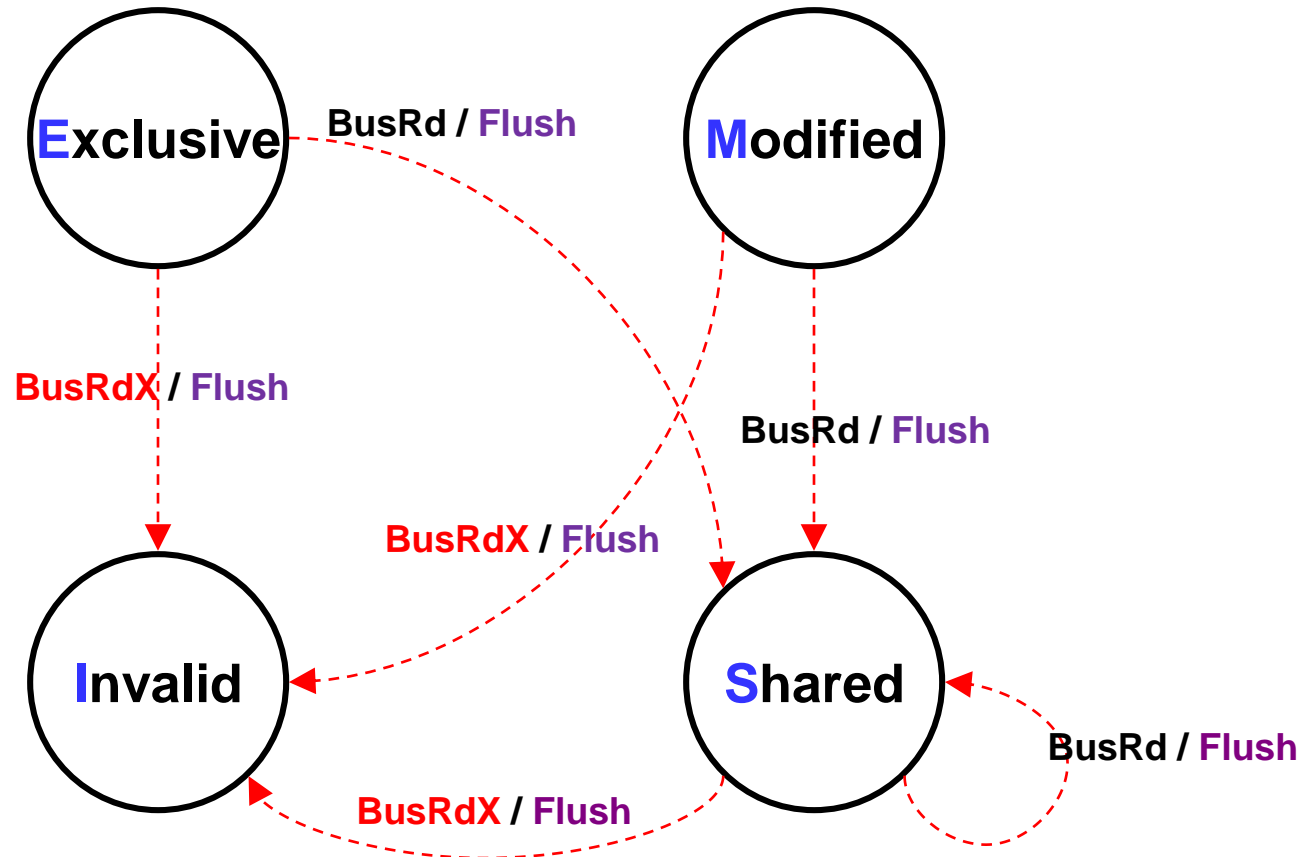 Exclusive
BusRd / Flush
Modified
BusRdX / Flush
BusRd / Flush
BusRdX / Flush
Invalid
Shared
BusRd / Flush
BusRdX / Flush